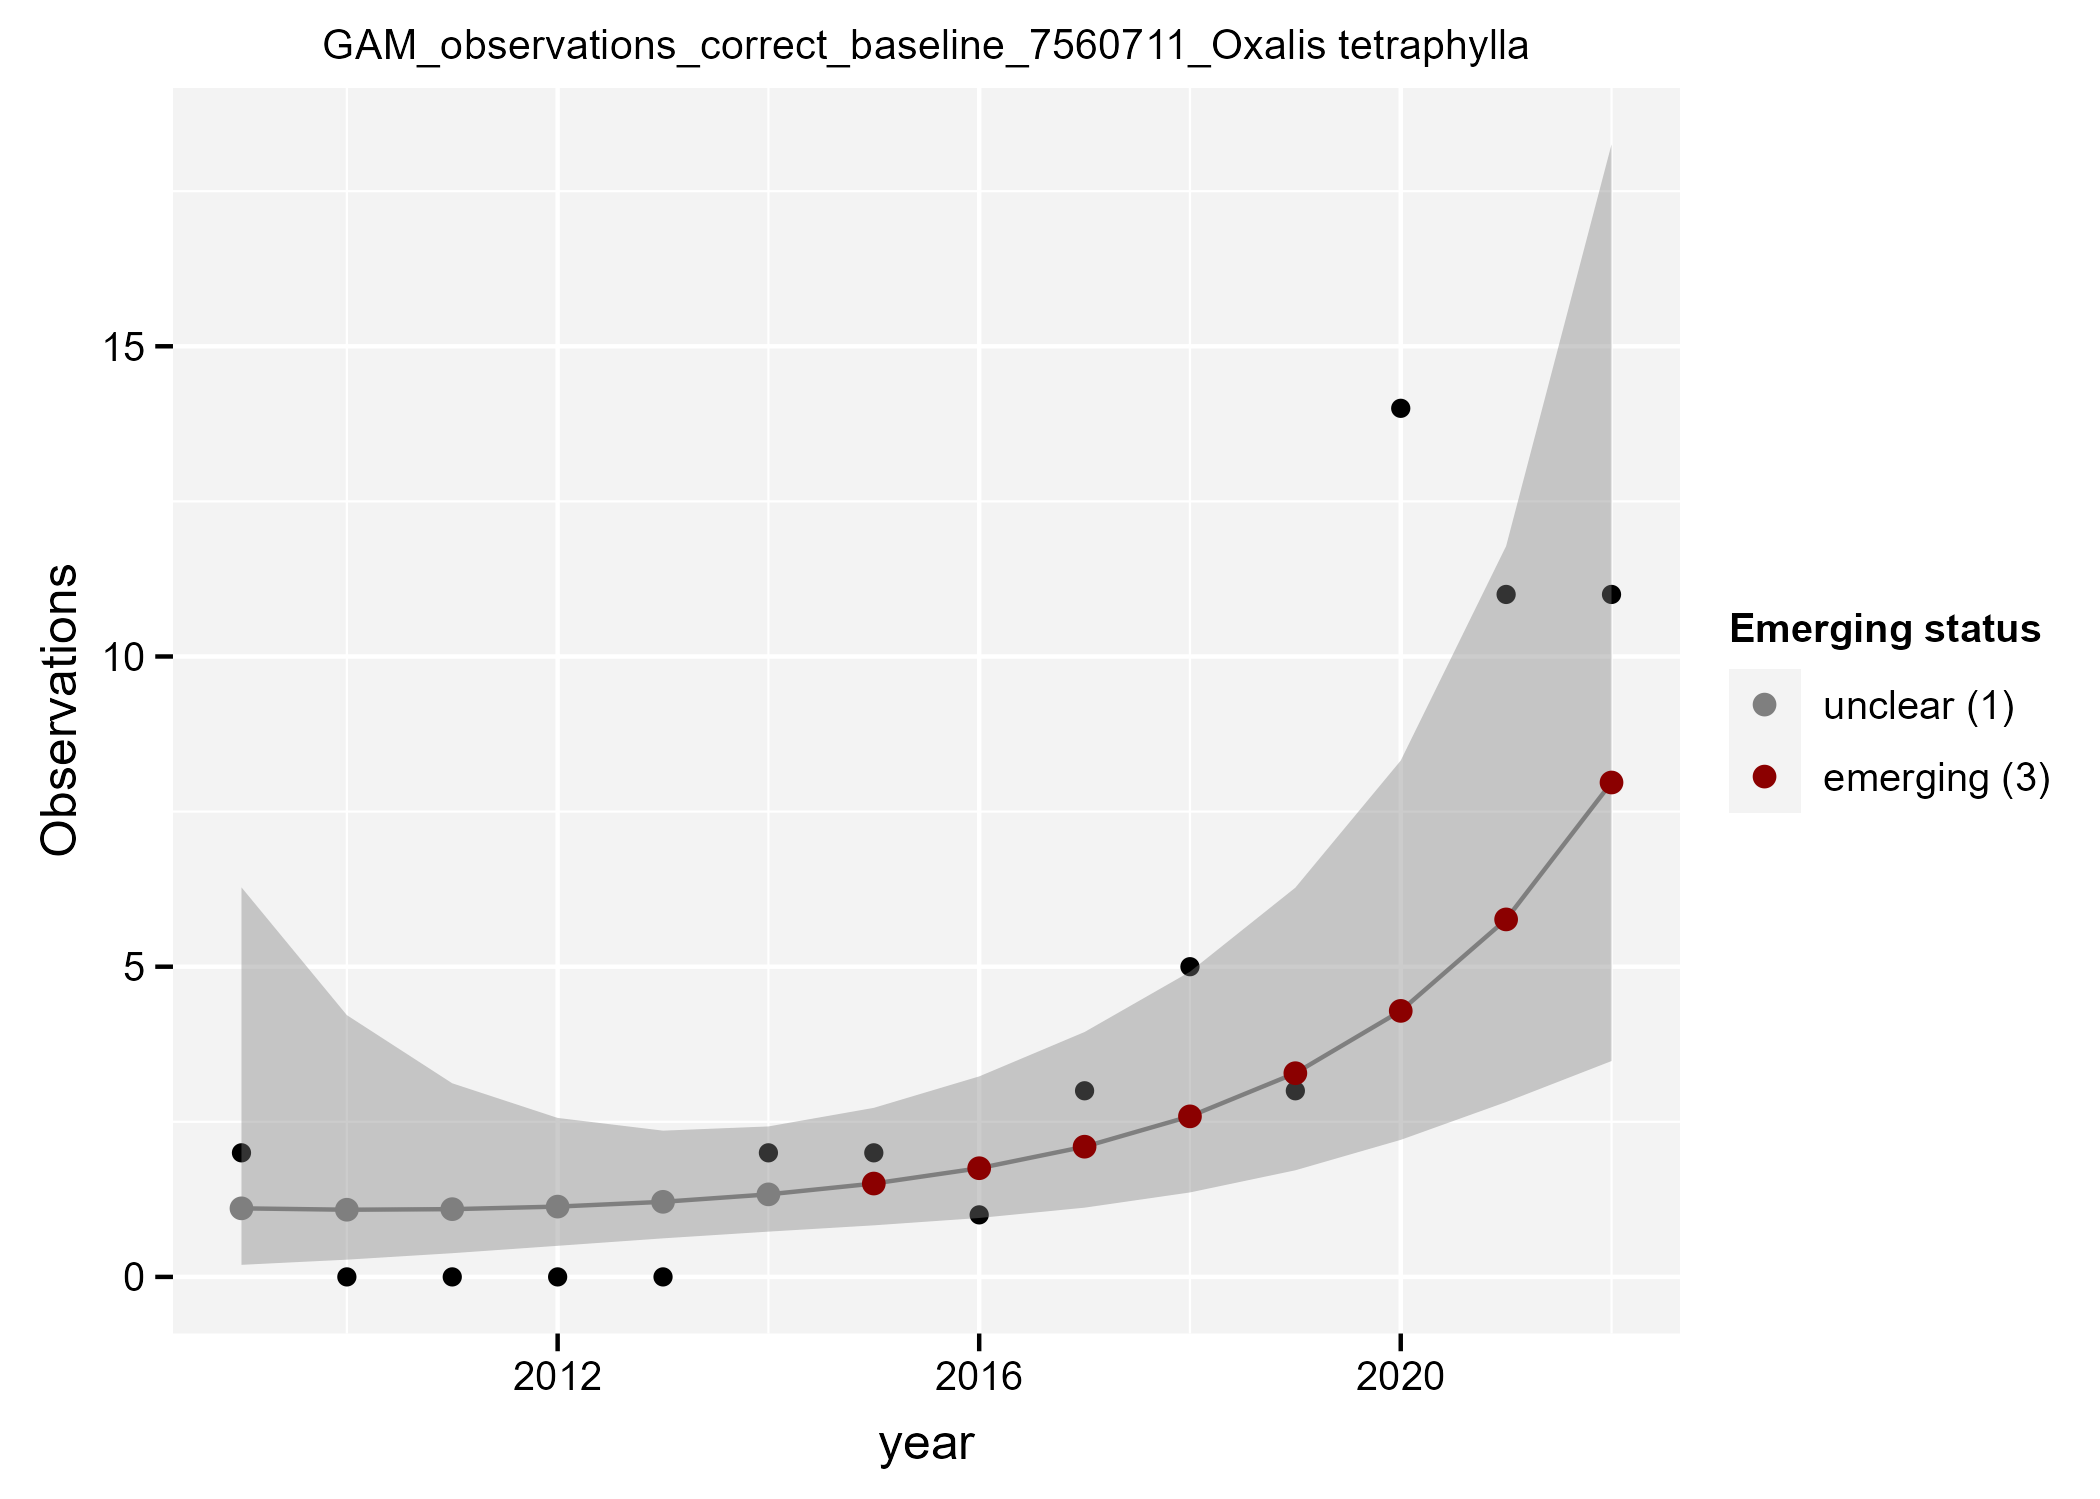 GAM_observations_correct_baseline_7560711_Oxalis tetraphylla
Observations
15
10
5
0
2012
2016
2020
year
Emerging status
unclear (1)
emerging (3)